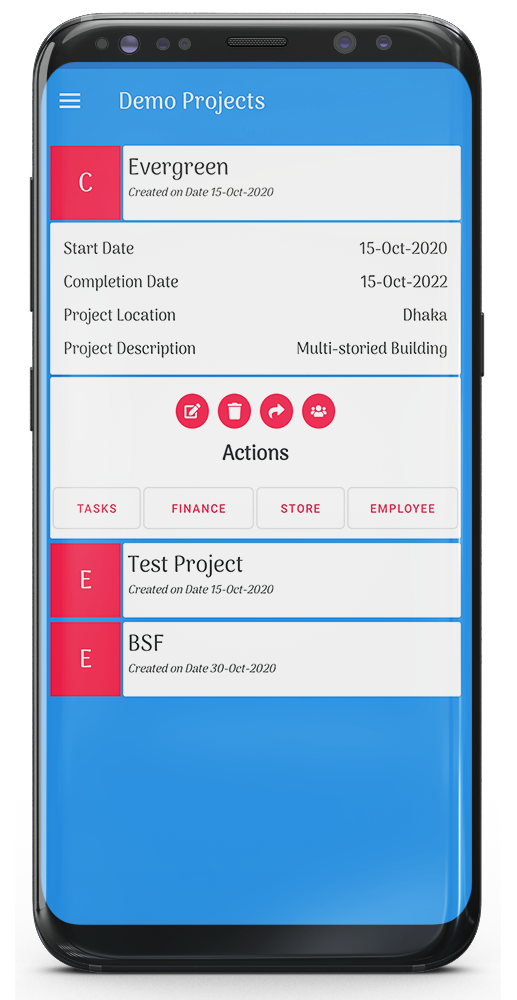 Demo Projects
C
Evergreen
Created on Date 15-Oct-2020
Start Date 15-Oct-2020
Completion Date 15-Oct-2022
Project Location Dhaka
Project Description Multi-storied Building
Actions
TASKS FINANCE STORE EMPLOYEE
E
Test Project
Created on Date 15-Oct-2020
E
BSF
Created on Date 30-Oct-2020